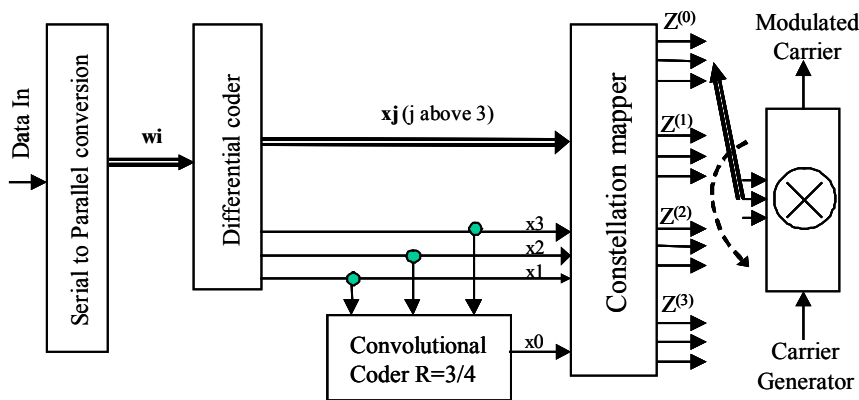 Data In
Serial to Parallel conversion
wi
Differential coder
xj (j above 3)
x3
x2
x1
Convolutional
Coder R=3/4
x0
Constellation mapper
Z(0)
Z(1)
Z(2)
Z(3)
Modulated
Carrier
Carrier
Generator